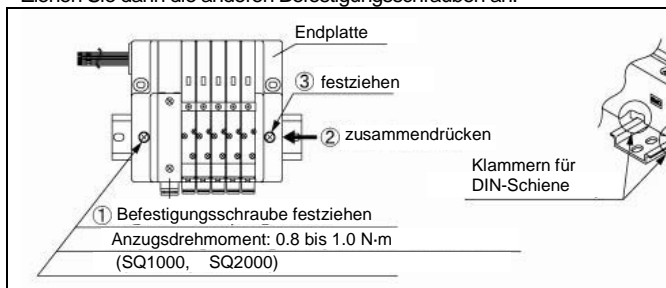 Ziehen Sie dann die anderen Befestigungsschrauben an.
Endplatte
③ festziehen
② zusammendrücken
Klammern für
DIN-Schiene
① Befestigungsschraube festziehen
Anzugsdrehmoment: 0.8 bis 1.0 N·m
(SQ1000, SQ2000)